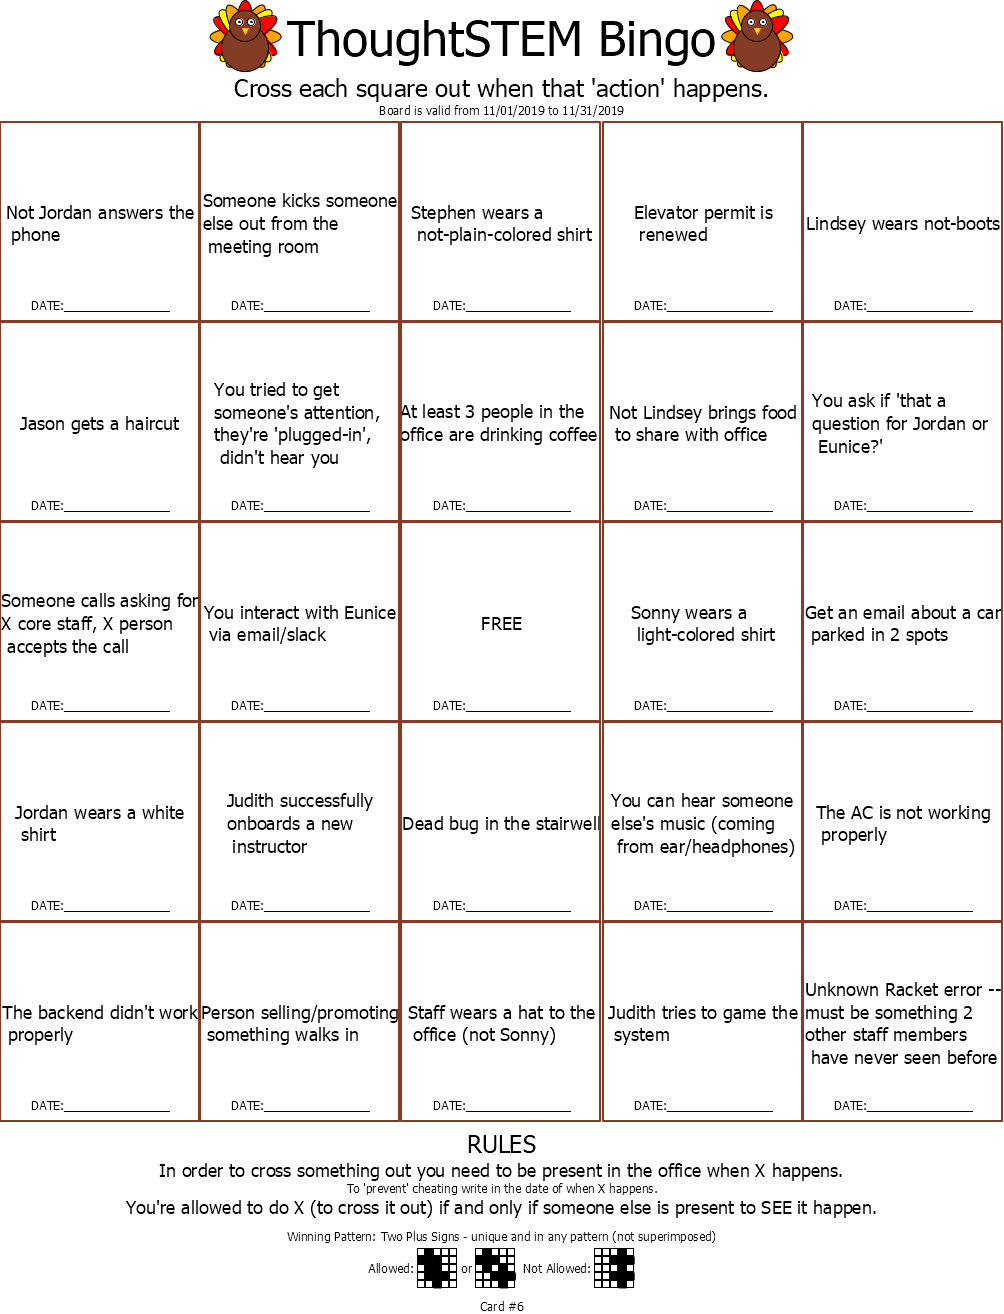 ThoughtSTEM Bingo
Cross each square out when that 'action' happens.
Board is valid from 11/01/2019 to 11/31/2019
Not Jordan answers the
phone
DATE:_______________
Someone kicks someone
else out from the
meeting room
DATE:_______________
Stephen wears a
not-plain-colored shirt
DATE:_______________
Elevator permit is
renewed
DATE:_______________
Lindsey wears not-boots
DATE:_______________
Jason gets a haircut
DATE:_______________
You tried to get
someone's attention,
they're 'plugged-in',
didn't hear you
DATE:_______________
At least 3 people in the
office are drinking coffee
DATE:_______________
Not Lindsey brings food
to share with office
DATE:_______________
You ask if 'that a
question for Jordan or
Eunice?'
DATE:_______________
Someone calls asking for
X core staff, X person
accepts the call
DATE:_______________
You interact with Eunice
via email/slack
DATE:_______________
FREE
DATE:_______________
Sonny wears a
light-colored shirt
DATE:_______________
Get an email about a car
parked in 2 spots
DATE:_______________
Jordan wears a white
shirt
DATE:_______________
Judith successfully
onboards a new
instructor
DATE:_______________
Dead bug in the stairwell
DATE:_______________
You can hear someone
else's music (coming
from ear/headphones)
DATE:_______________
The AC is not working
properly
DATE:_______________
The backend didn't work
properly
DATE:_______________
Person selling/promoting
something walks in
DATE:_______________
Staff wears a hat to the
office (not Sonny)
DATE:_______________
Judith tries to game the
system
DATE:_______________
Unknown Racket error --
must be something 2
other staff members
have never seen before
DATE:_______________
RULES
In order to cross something out you need to be present in the office when X happens.
To 'prevent' cheating write in the date of when X happens.
You're allowed to do X (to cross it out) if and only if someone else is present to SEE it happen.
Winning Pattern: Two Plus Signs - unique and in any pattern (not superimposed)
Allowed: or Not Allowed:
Card #6